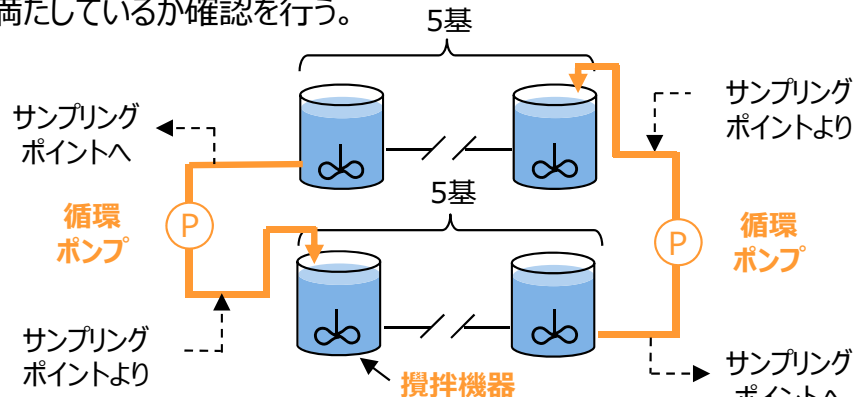 満たしているか確認を行う。
5基
サンプリング
ポイントへ
サンプリング
ポイントより
循環
ポンプ
P
5基
P
循環
ポンプ
サンプリング
ポイントより
攪拌機器
サンプリング
ポイントへ